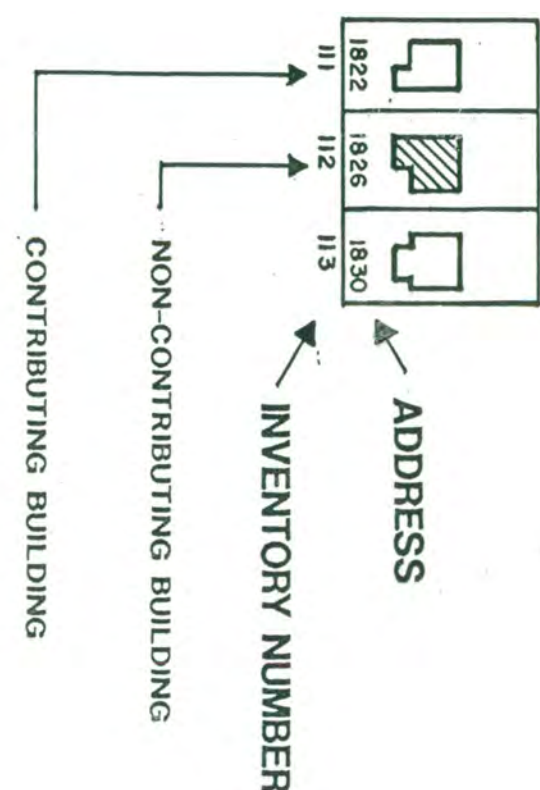 1822 1826 1830
ADDRESS
111 112 113
INVENTORY NUMBER
NON-CONTRIBUTING BUILDING
CONTRIBUTING BUILDING